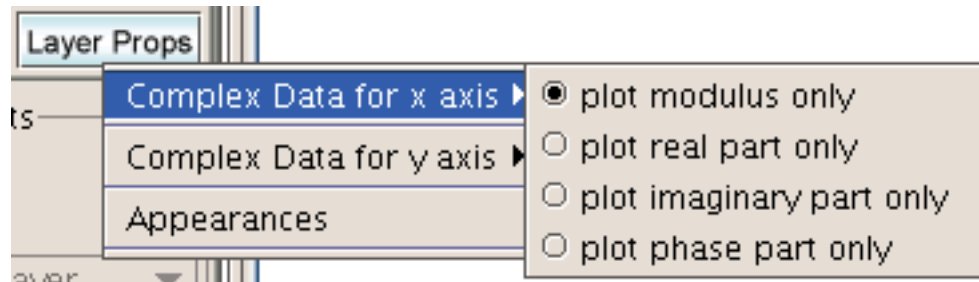 Layer Props
Complex Data for x axis
plot modulus only
plot real part only
Complex Data for y axis
plot imaginary part only
Appearances
plot phase part only
ts